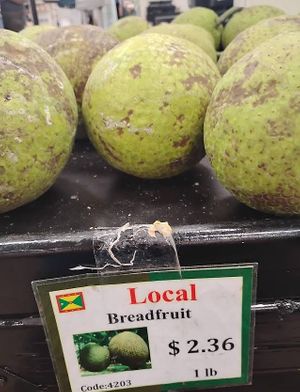 Local
Breadfruit
$ 2.36
1 lb
Code:4203